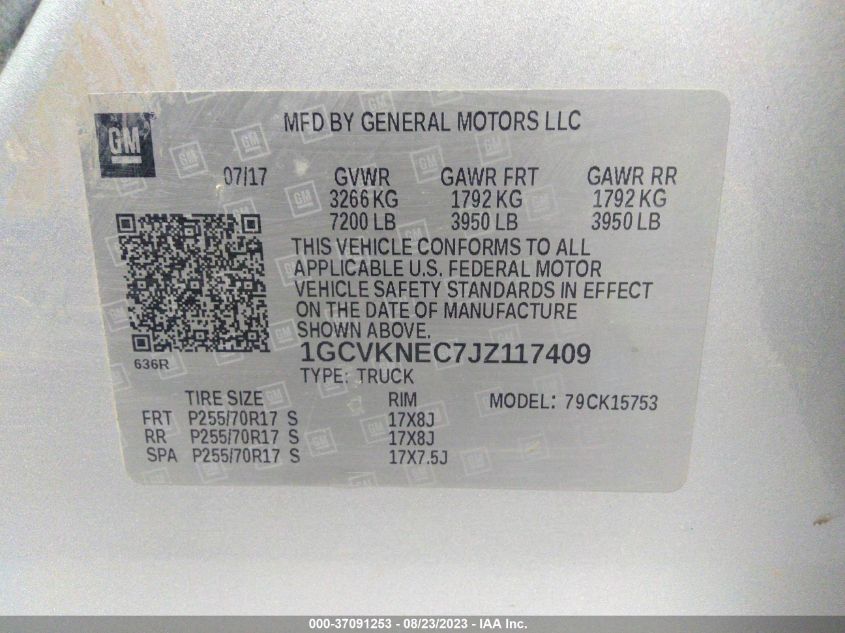 GM
MFD BY GENERAL MOTORS LLC
07/17 GVWR GAWR FRT GAWR RR
3266 KG 1792 KG 1792 KG
7200 LB 3950 LB 3950 LB
THIS VEHICLE CONFORMS TO ALL
APPLICABLE U.S. FEDERAL MOTOR
VEHICLE SAFETY STANDARDS IN EFFECT
ON THE DATE OF MANUFACTURE
SHOWN ABOVE.
636R
1GCVKNEC7JZ117409
TYPE: TRUCK
TIRE SIZE RIM MODEL: 79CK15753
FRT P255/70R17 S 17X8J
RR P255/70R17 S 17X8J
SPA P255/70R17 S 17X7.5J
000-37091253 - 08/23/2023 - IAA Inc.